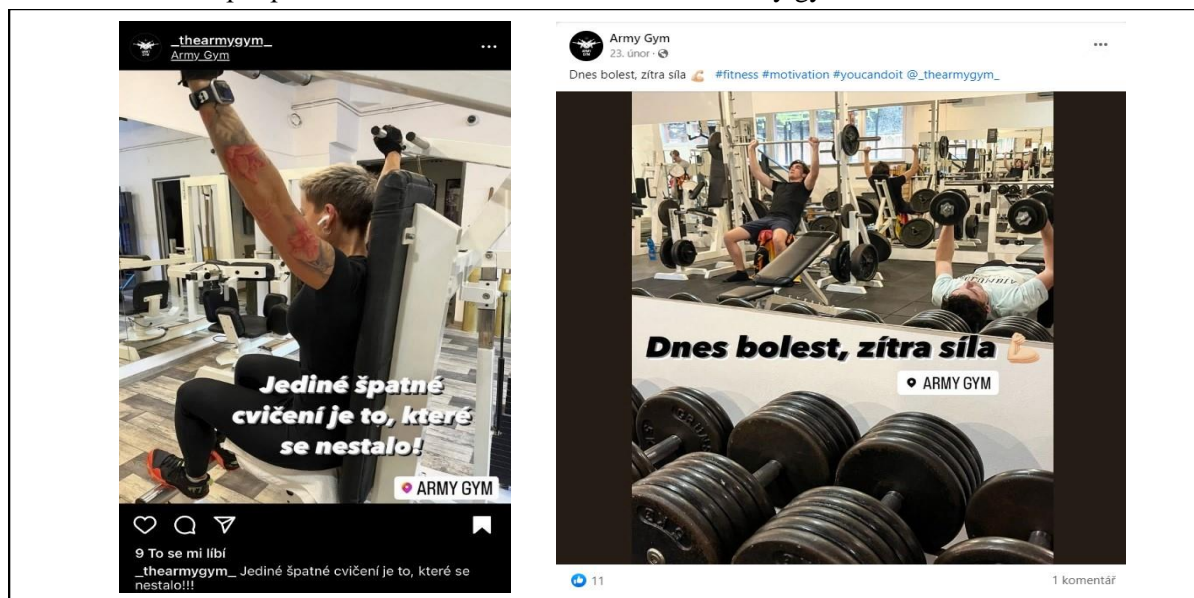 _thearmygym_
Army Gym
Jediné špatné
cvičení je to, které
se nestalo!
ARMY GYM
9 To se mi líbí
_thearmygym_ Jediné špatné cvičení je to, které se
nestalo!!!
Army Gym
23. únor
Dnes bolest, zítra síla 💪🏻 #fitness #motivation #youcandoit @_thearmygym_
Dnes bolest, zítra síla 💪🏻
ARMY GYM
11
1 komentář